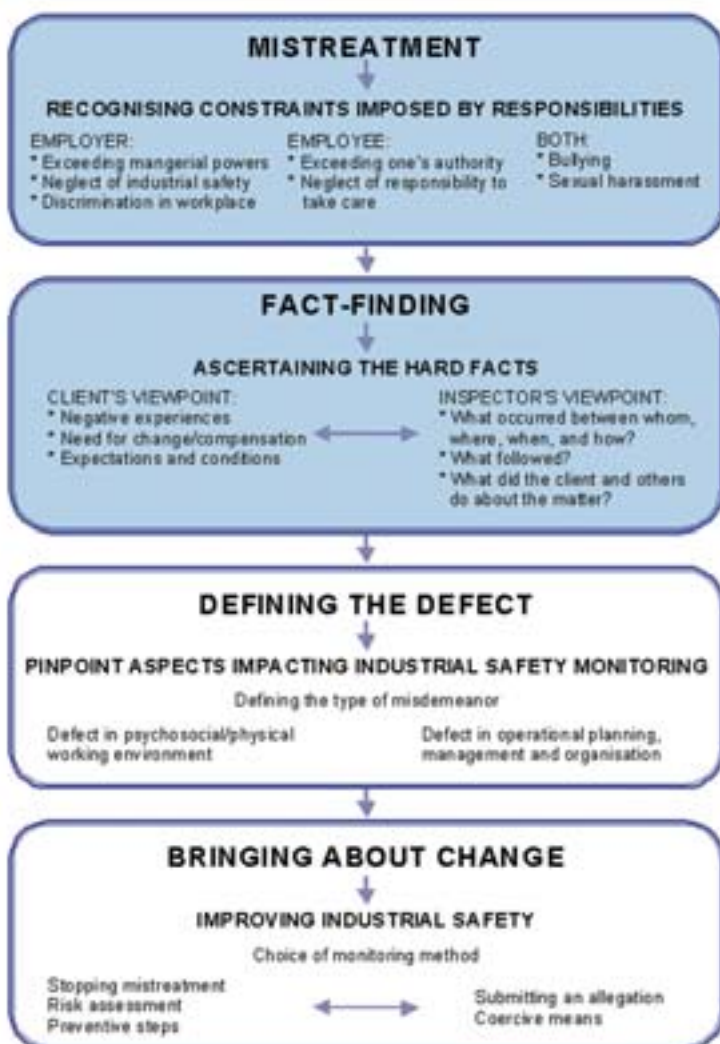 MISTREATMENT
RECOGNISING CONSTRAINTS IMPOSED BY RESPONSIBILITIES
EMPLOYER:
* Exceeding mangerial powers
* Neglect of industrial safety
* Discrimination in workplace
EMPLOYEE:
* Exceeding one's authority
* Neglect of responsibility to
take care
BOTH:
* Bullying
* Sexual harassment
FACT-FINDING
ASCERTAINING THE HARD FACTS
CLIENT'S VIEWPOINT:
* Negative experiences
* Need for change/compensation
* Expectations and conditions
INSPECTOR'S VIEWPOINT:
* What occurred between whom,
where, when, and how?
* What followed?
* What did the client and others
do about the matter?
DEFINING THE DEFECT
PINPOINT ASPECTS IMPACTING INDUSTRIAL SAFETY MONITORING
Defining the type of misdemeanor
Defect in psychosocial/physical
working environment
Defect in operational planning,
management and organisation
BRINGING ABOUT CHANGE
IMPROVING INDUSTRIAL SAFETY
Choice of monitoring method
Stopping mistreatment
Risk assessment
Preventive steps
Submitting an allegation
Coercive means